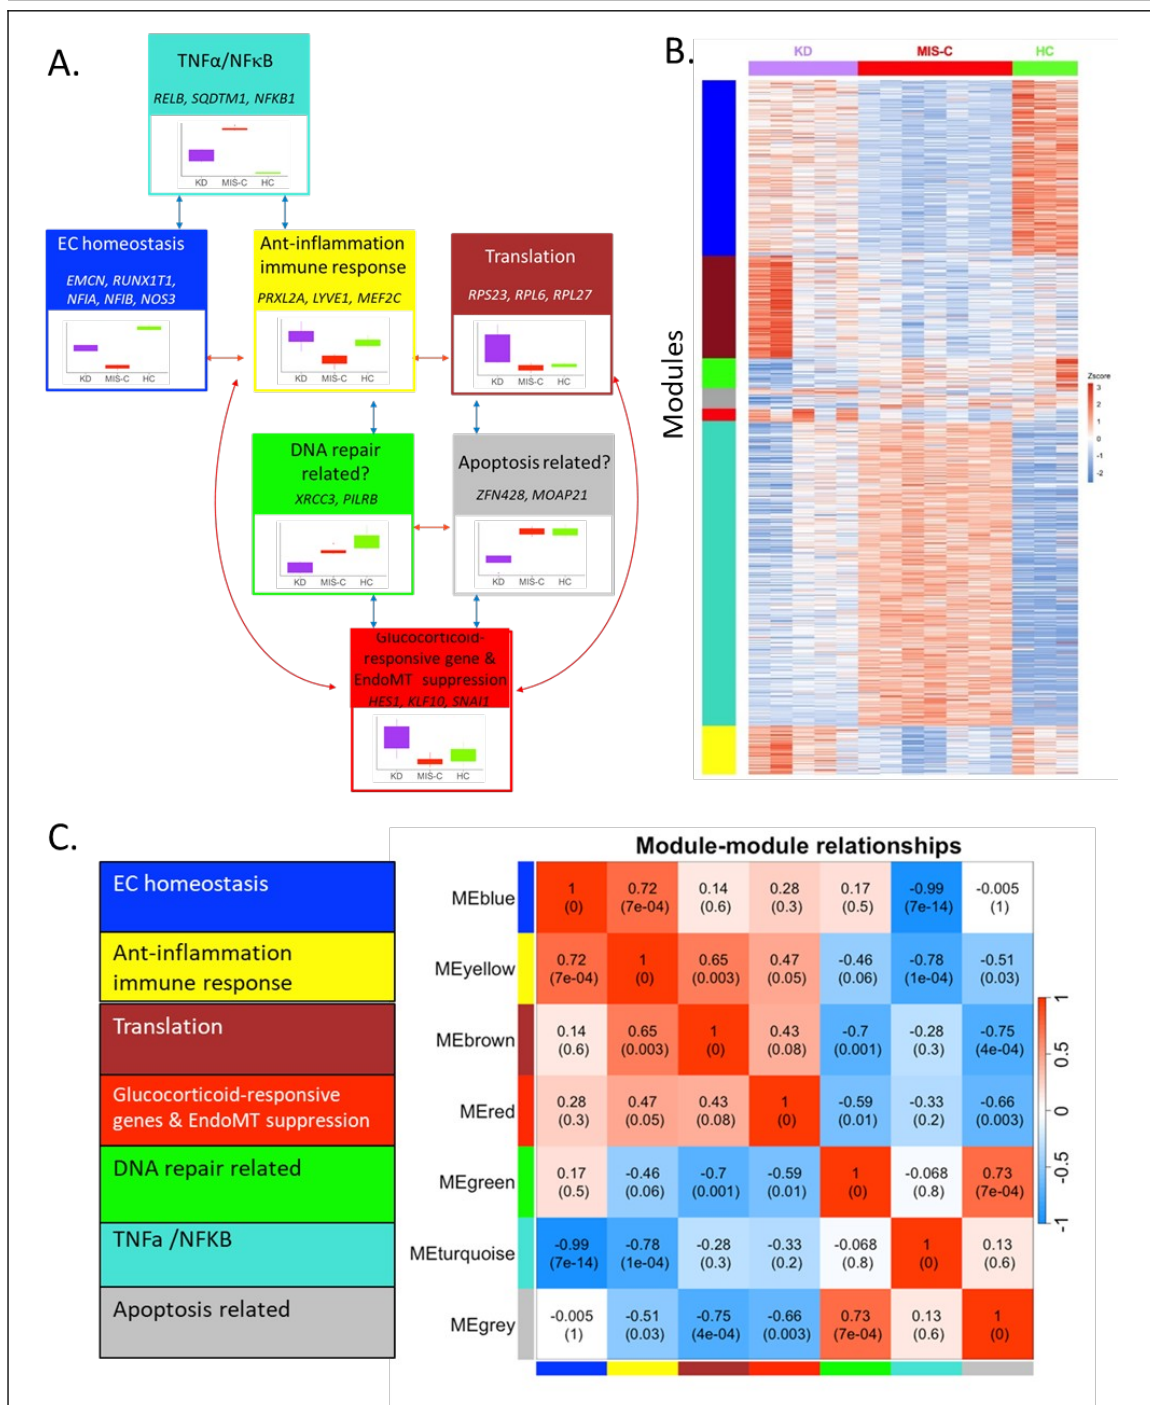 A.
TNFα/NFκB
RELB, SQDTM1, NFKB1
KD MIS-C HC
EC homeostasis
EMCN, RUNX1T1,
NFIA, NFIB, NOS3
KD MIS-C HC
Ant-inflammation
immune response
PRXL2A, LYVE1, MEF2C
KD MIS-C HC
Translation
RPS23, RPL6, RPL27
KD MIS-C HC
DNA repair
related?
XRCC3, PILRB
KD MIS-C HC
Apoptosis related?
ZFN428, MOAP21
KD MIS-C HC
Glucocorticoid-
responsive gene &
EndoMT suppression
HES1, KLF10, SNAI1
KD MIS-C HC
B.
KD MIS-C HC
Modules
Zscore
3
2
1
0
-1
-2
C.
EC homeostasis
Ant-inflammation
immune response
Translation
Glucocorticoid-responsive
genes & EndoMT suppression
DNA repair related
TNFa /NFKB
Apoptosis related
Module-module relationships
MEblue
1 0.72 0.14 0.28 0.17 -0.99 -0.005
(0) (7e-04) (0.6) (0.3) (0.5) (7e-14) (1)
MEyellow
0.72 1 0.65 0.47 -0.46 -0.78 -0.51
(7e-04) (0) (0.003) (0.05) (0.06) (1e-04) (0.03)
MEbrown
0.14 0.65 1 0.43 -0.7 -0.28 -0.75
(0.6) (0.003) (0) (0.08) (0.001) (0.3) (4e-04)
MEred
0.28 0.47 0.43 1 -0.59 -0.33 -0.66
(0.3) (0.05) (0.08) (0) (0.01) (0.2) (0.003)
MEgreen
0.17 -0.46 -0.7 -0.59 1 -0.068 0.73
(0.5) (0.06) (0.001) (0.01) (0) (0.8) (7e-04)
MEturquoise
-0.99 -0.78 -0.28 -0.33 -0.068 1 0.13
(7e-14) (1e-04) (0.3) (0.2) (0.8) (0) (0.6)
MEgrey
-0.005 -0.51 -0.75 -0.66 0.73 0.13 1
(1) (0.03) (4e-04) (0.003) (7e-04) (0.6) (0)
1
0.5
0
-0.5
-1